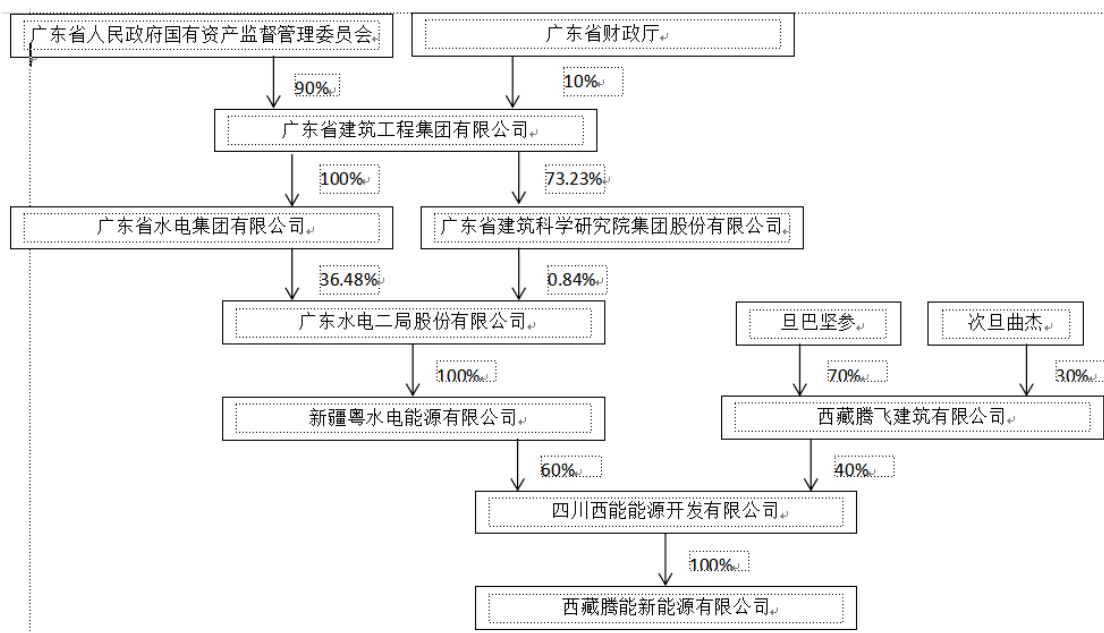 广东省人民政府国有资产监督管理委员会
广东省财政厅
90%
10%
广东省建筑工程集团有限公司
100%
73.23%
广东省水电集团有限公司
广东省建筑科学研究院集团股份有限公司
36.48%
0.84%
广东水电二局股份有限公司
旦巴坚参
次旦曲杰
100%
70%
30%
新疆粤水电能源有限公司
西藏腾飞建筑有限公司
60%
40%
四川西能能源开发有限公司
100%
西藏腾能新能源有限公司